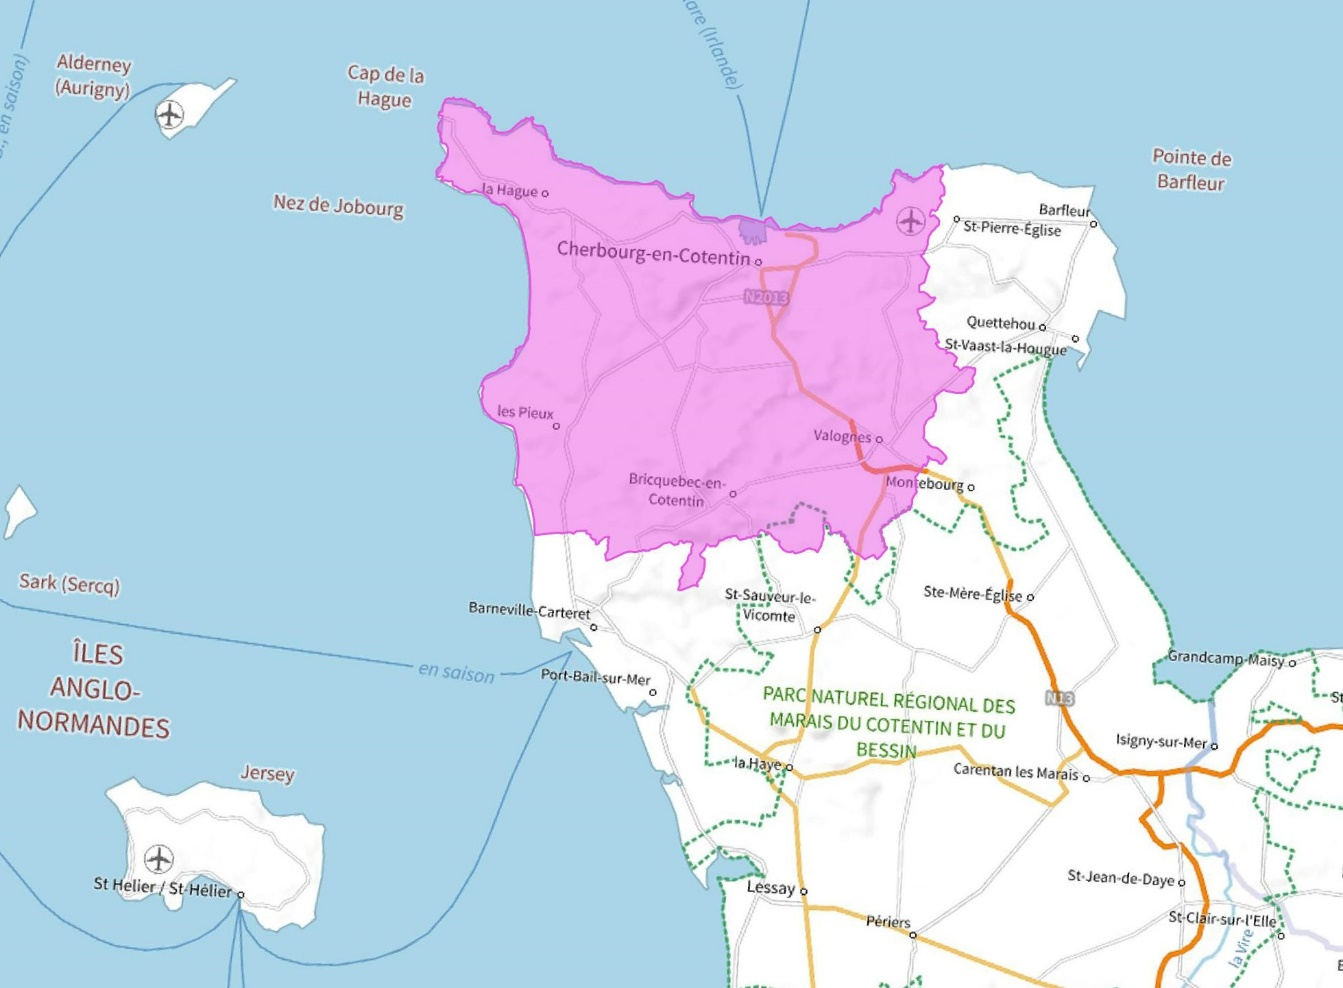 Alderney
(Aurigny)
en saison)
Cap de la
Hague
(Irlande)
Pointe de
Barfleur
Nez de Jobourg
la Hague
Barfleur
St-Pierre-Église
Cherbourg-en-Cotentin
N2013
Quettehou
St-Vaast-la-Hougue
les Pieux
Valognes
Bricquebec-en-
Cotentin
Montebourg
Sark (Sercq)
St-Sauveur-le-
Vicomte
Ste-Mère-Église
Barneville-Carteret
ÎLES
ANGLO-
NORMANDES
en saison
Port-Bail-sur-Mer
Grandcamp-Maisy
PARC NATUREL RÉGIONAL DES
MARAIS DU COTENTIN ET DU
BESSIN
N13
St
Isigny-sur-Mer
Jersey
la Haye
Carentan les Marais
St Helier / St-Hélier
Lessay
St-Jean-de-Daye
Périers
St-Clair-sur-l'Elle
la Vire